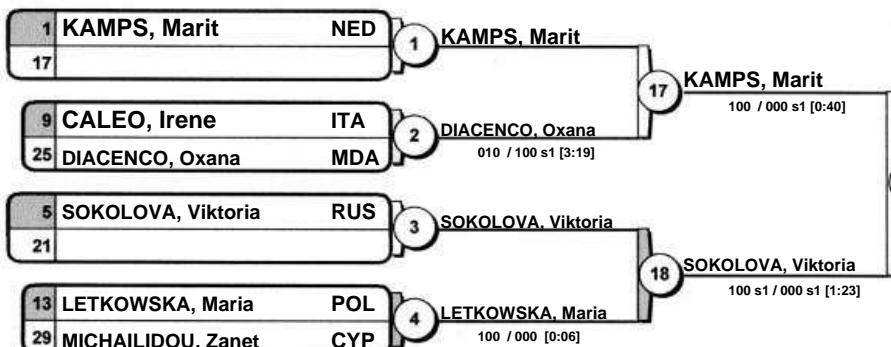 1 KAMPS, Marit NED
17
1
KAMPS, Marit
9 CALEO, Irene ITA
25 DIACENCO, Oxana MDA
2
DIACENCO, Oxana
010 / 100 s1 [3:19]
17
KAMPS, Marit
100 / 000 s1 [0:40]
5 SOKOLOVA, Viktoria RUS
21
3
SOKOLOVA, Viktoria
13 LETKOWSKA, Maria POL
29 MICHAILIDOU, Zanet CYP
4
LETKOWSKA, Maria
100 / 000 [0:06]
18
SOKOLOVA, Viktoria
100 s1 / 000 s1 [1:23]